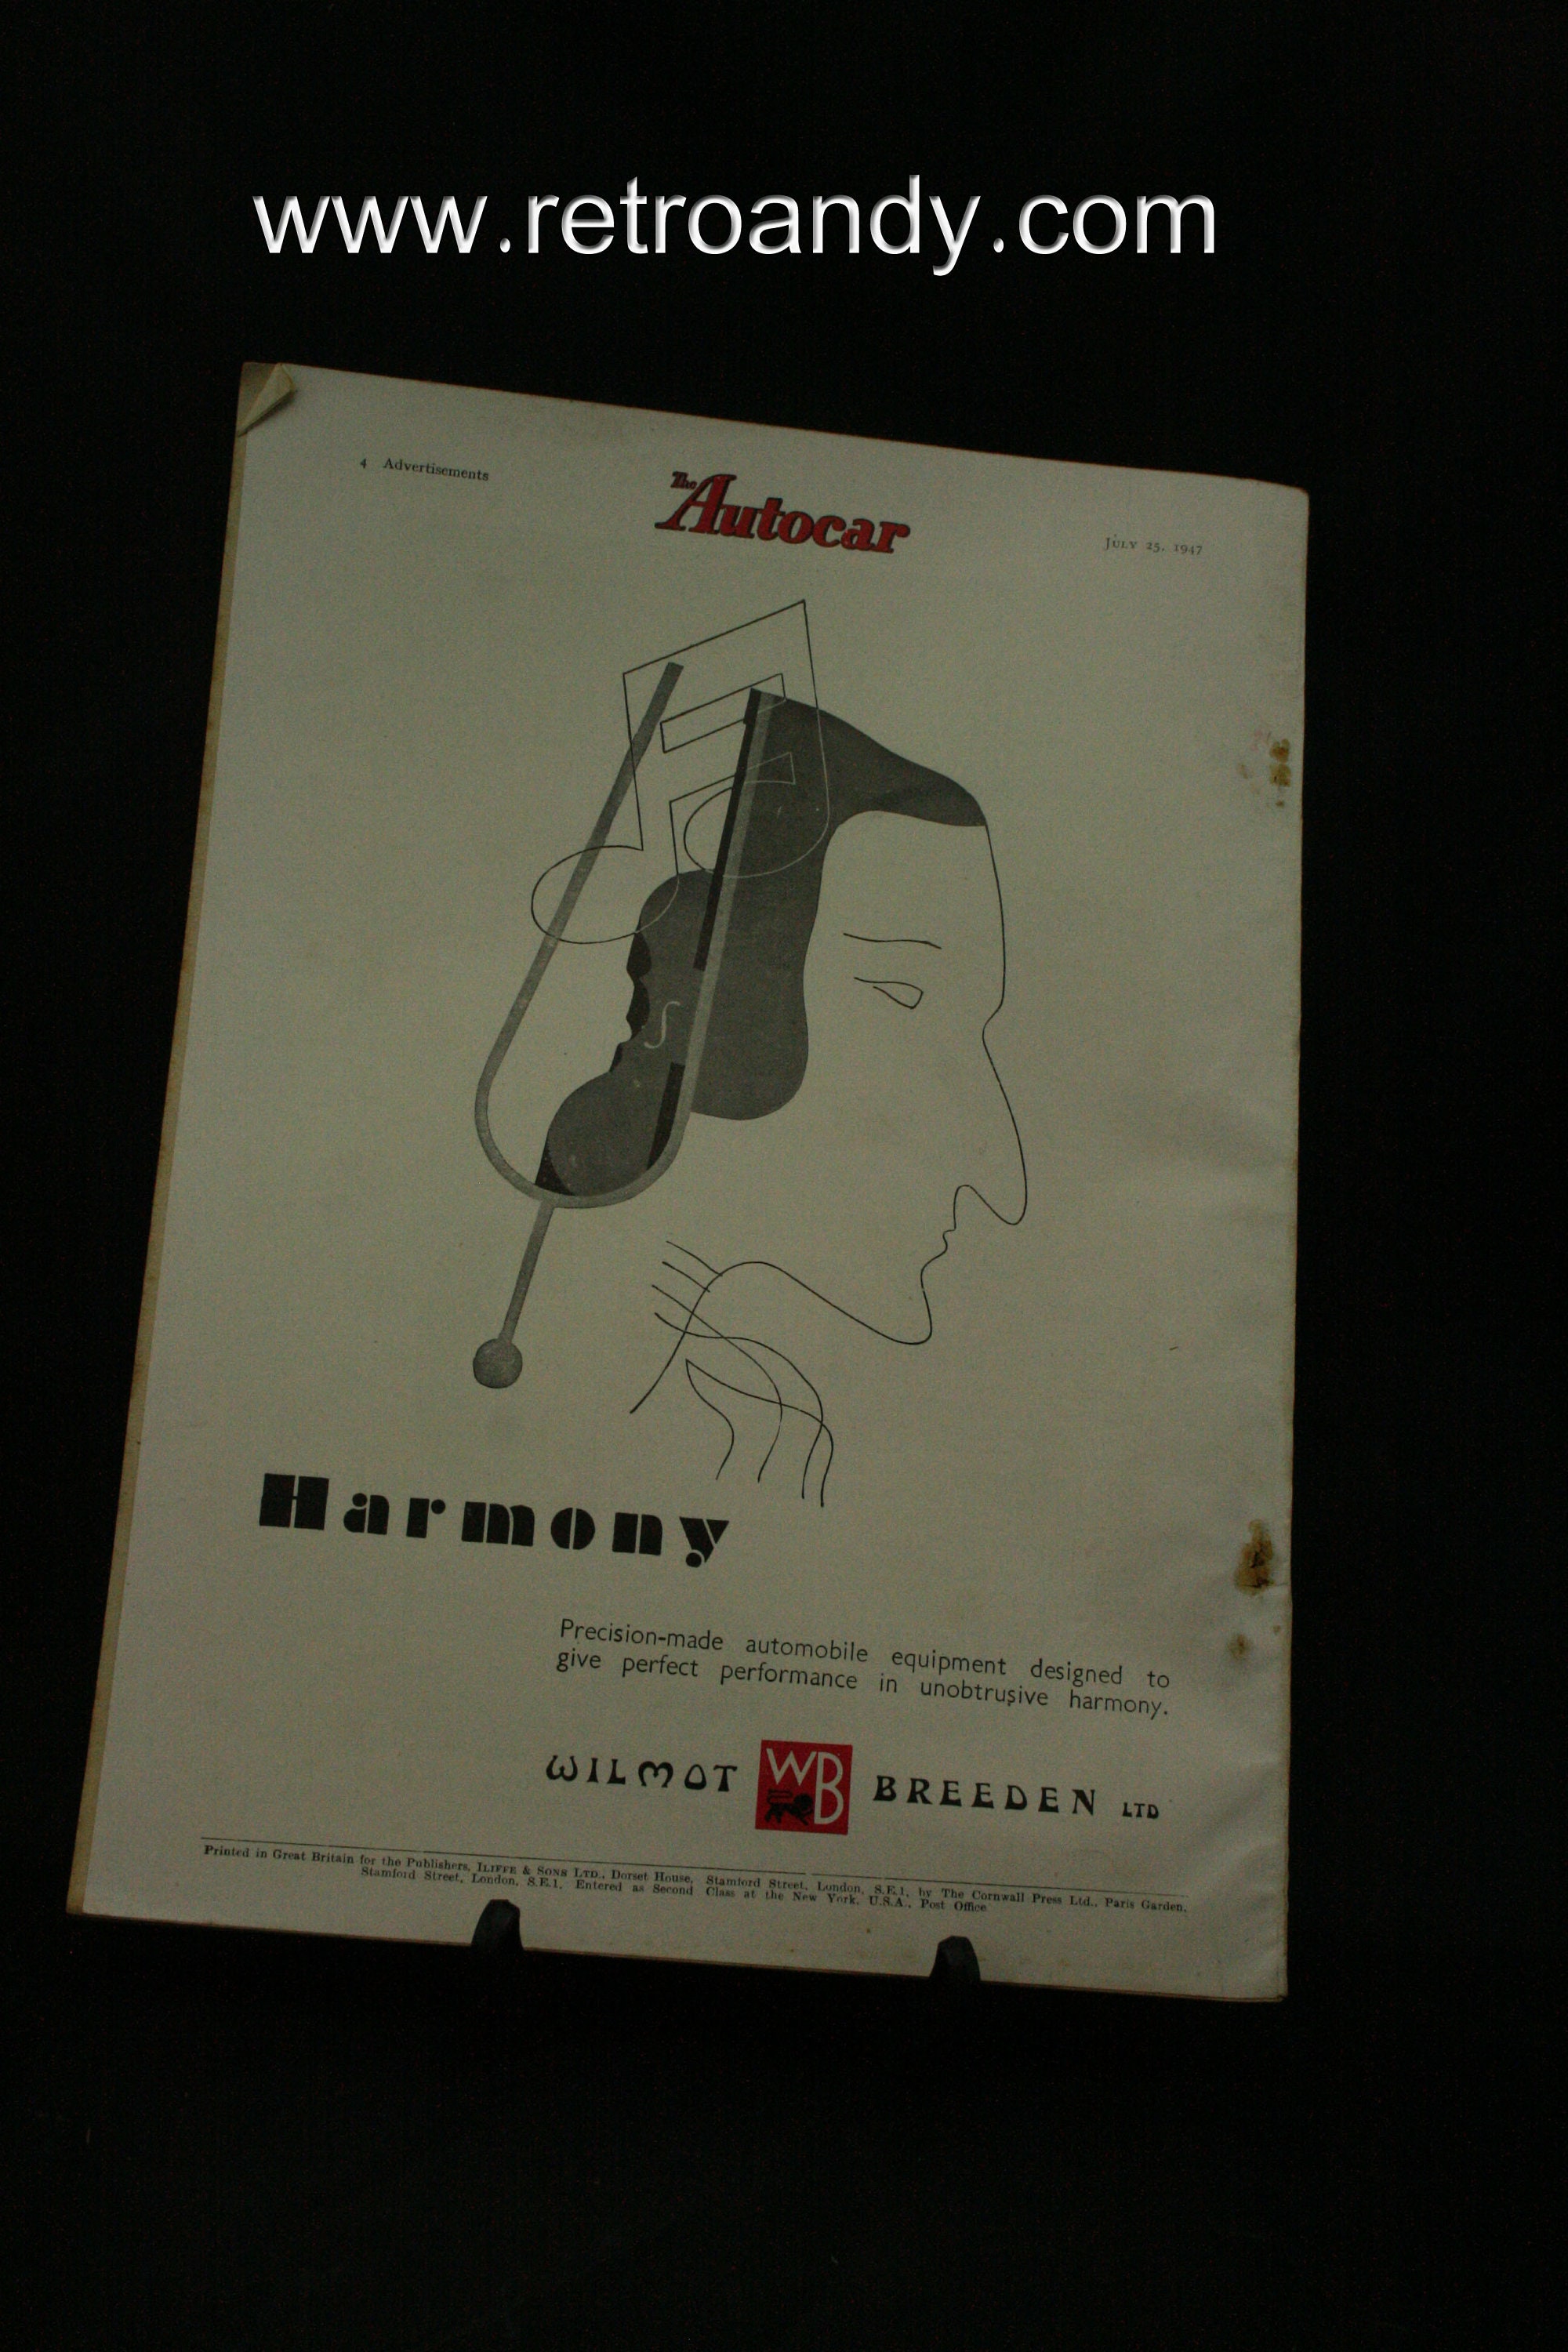 www.retroandy.com
4 Advertisements
The Autocar
JULY 25, 1947
Harmony
Precision-made automobile equipment designed to
give perfect performance in unobtrusive harmony.
WILMOT WB BREEDEN LTD
Printed in Great Britain for the Publishers, ILIFFE & SONS LTD., Dorset House, Stamford Street, London, S.E.1, by The Cornwall Press Ltd., Paris Garden,
Stamford Street, London, S.E.1. Entered as Second Class at the New York, U.S.A., Post Office